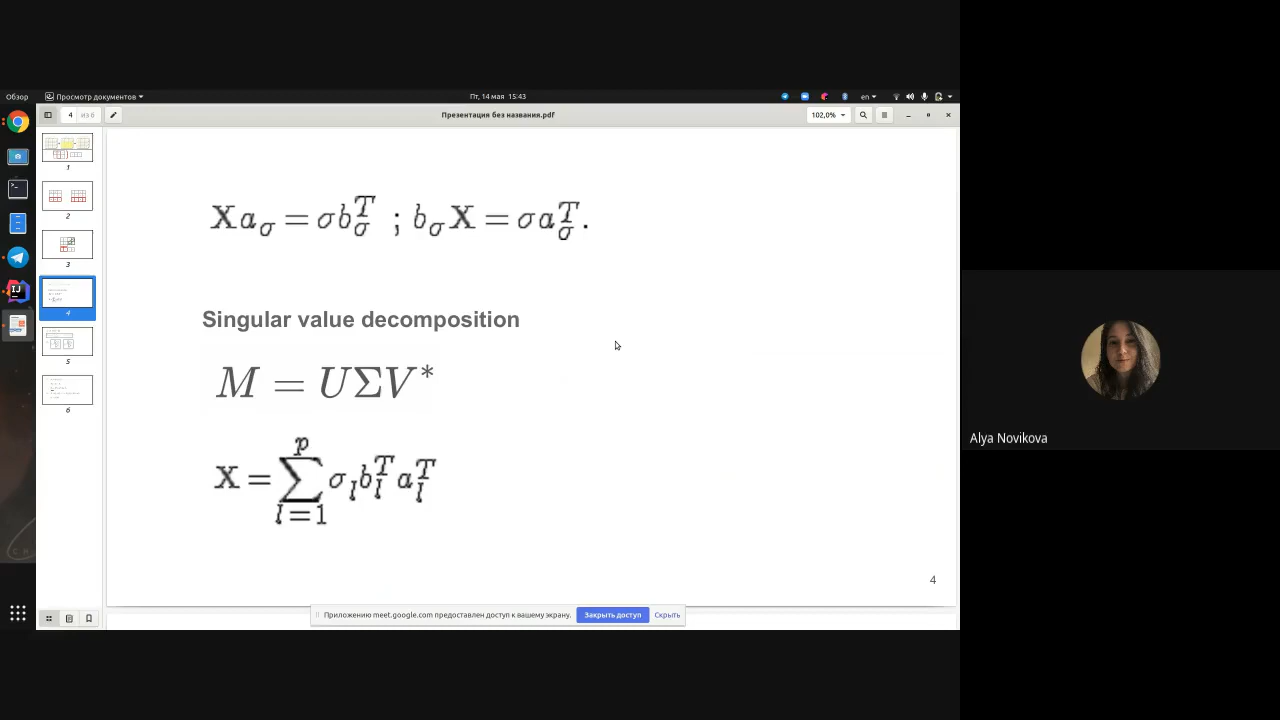 Обзор
Просмотр документов
Пт, 14 мая 15:43
en
4 из 6
Презентация без названия.pdf
102,0%
1
2
3
4
5
6
Xa_σ = σb_σ^T ; b_σX = σa_σ^T.
Singular value decomposition
M = UΣV*
X = ∑_{l=1}^{p} σ_l b_l^T a_l^T
4
Приложению meet.google.com предоставлен доступ к вашему экрану.
Закрыть доступ
Скрыть
Alya Novikova